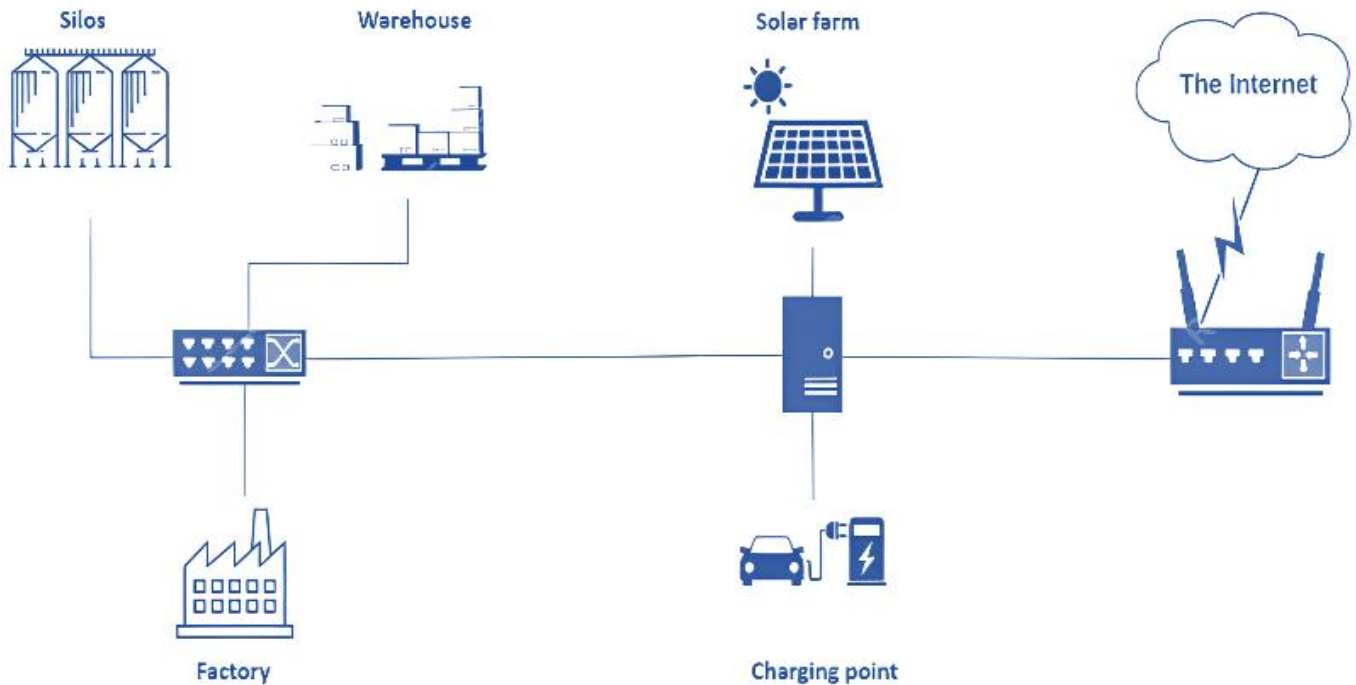 Silos
Warehouse
Solar farm
The Internet
Factory
Charging point